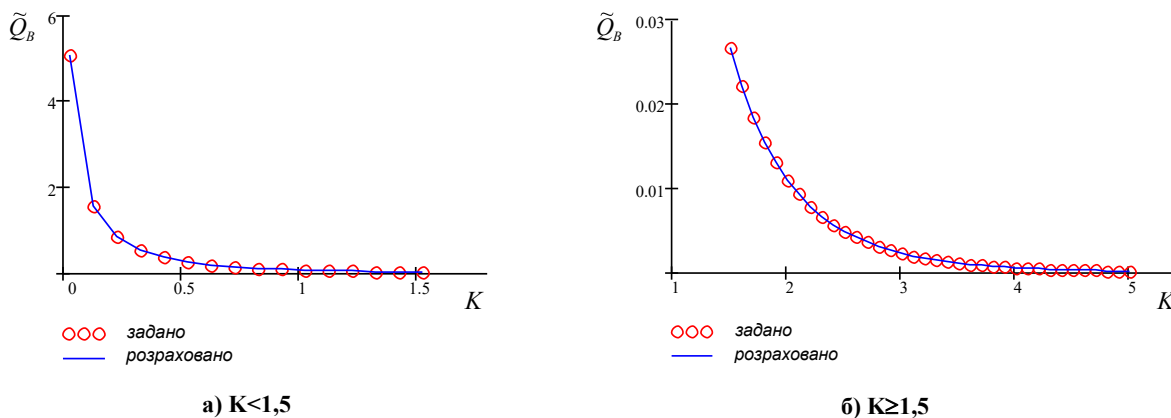 Q̃_B
6
4
2
0
0.5
1
1.5
K
задано
розраховано
а) K<1,5
Q̃_B
0.03
0.02
0.01
1
2
3
4
5
K
задано
розраховано
б) K≥1,5